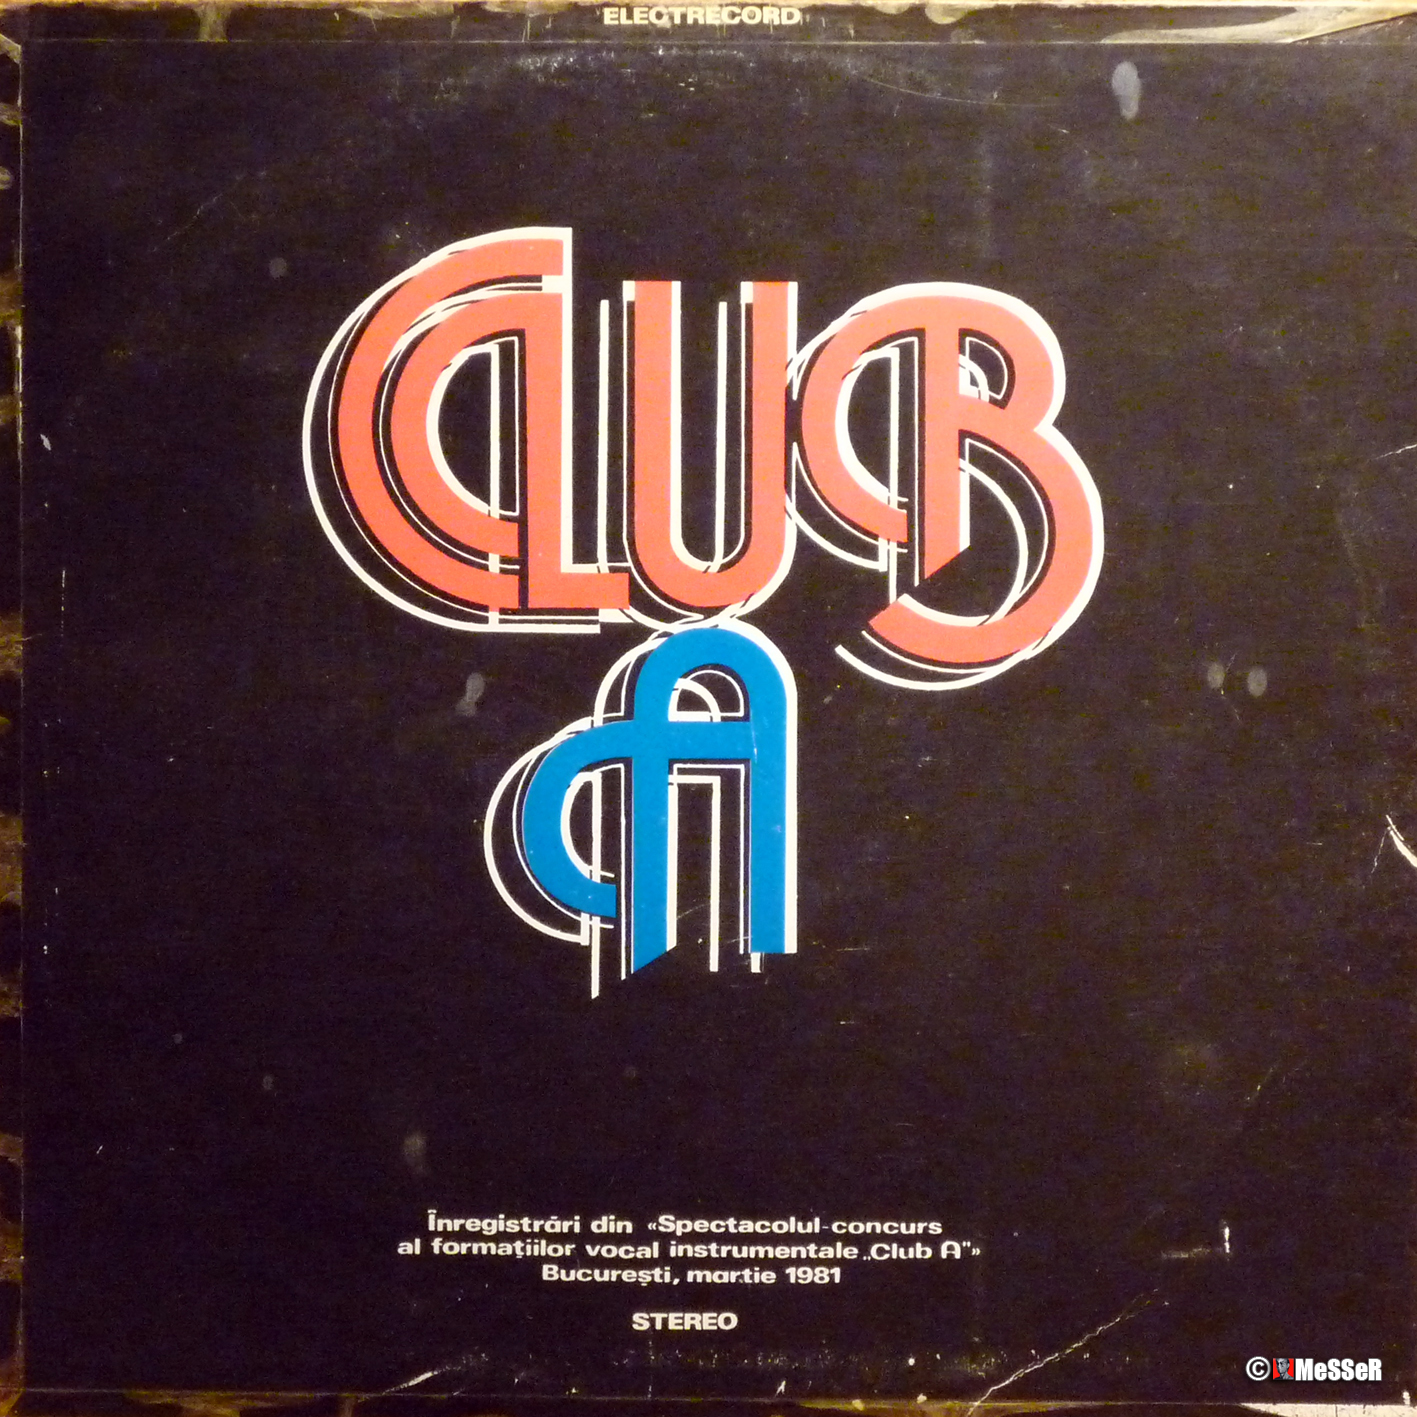 ELECTRECORD
CLUB
A
Înregistrări din «Spectacolul-concurs
al formațiilor vocal instrumentale „Club A”»
București, martie 1981
STEREO
© MeSSeR